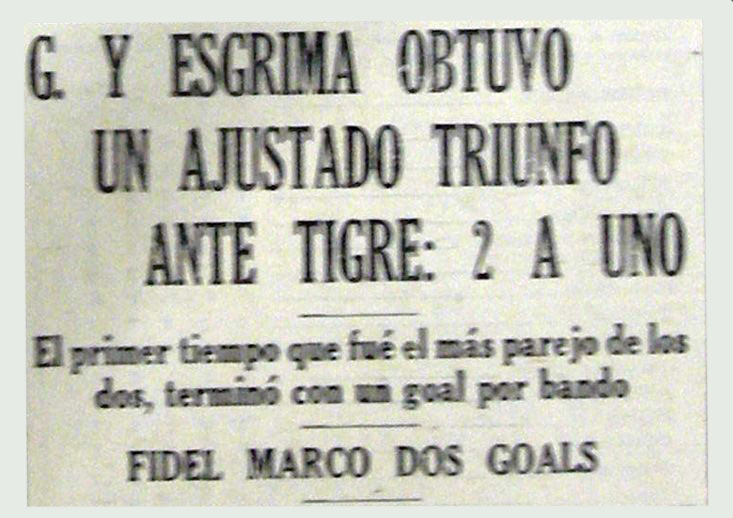 G. Y ESGRIMA OBTUVO
UN AJUSTADO TRIUNFO
ANTE TIGRE: 2 A UNO
El primer tiempo que fué el más parejo de los
dos, terminó con un goal por bando
FIDEL MARCO DOS GOALS